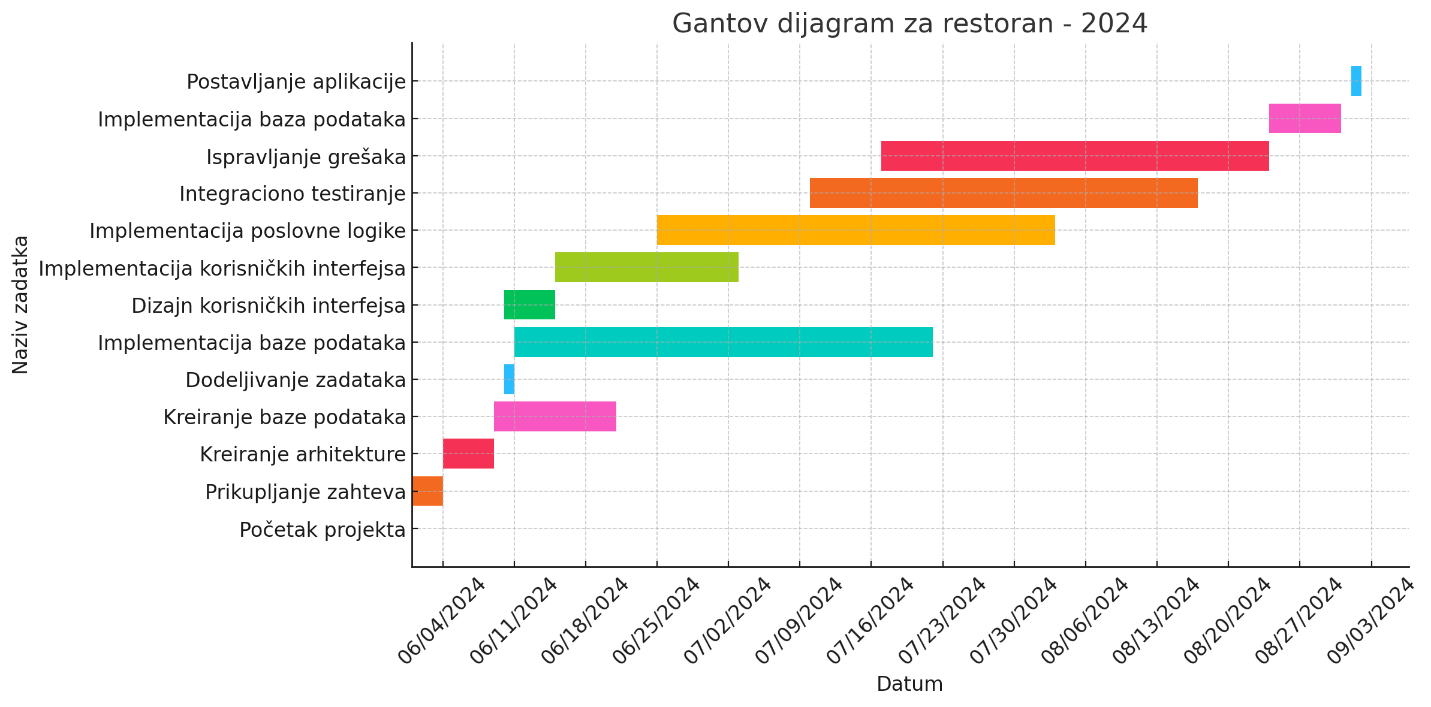 Gantov dijagram za restoran - 2024
Postavljanje aplikacije
Implementacija baza podataka
Ispravljanje grešaka
Integraciono testiranje
Implementacija poslovne logike
Implementacija korisničkih interfejsa
Dizajn korisničkih interfejsa
Implementacija baze podataka
Dodeljivanje zadataka
Kreiranje baze podataka
Kreiranje arhitekture
Prikupljanje zahteva
Početak projekta
Naziv zadatka
06/04/2024
06/11/2024
06/18/2024
06/25/2024
07/02/2024
07/09/2024
07/16/2024
07/23/2024
07/30/2024
08/06/2024
08/13/2024
08/20/2024
08/27/2024
09/03/2024
Datum